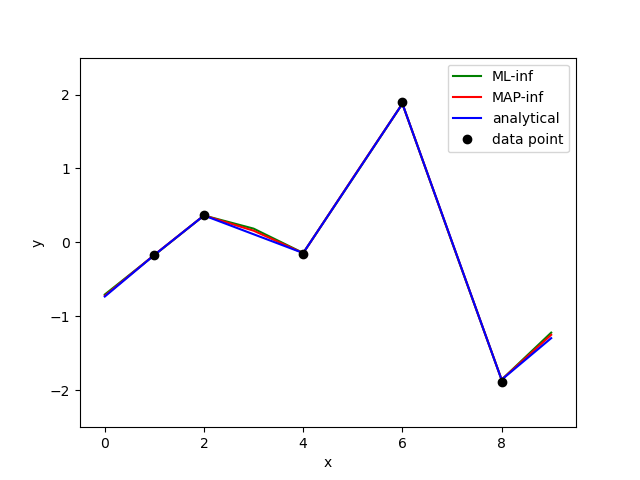 ML-inf
MAP-inf
analytical
data point
2
1
0
−1
−2
y
0
2
4
6
8
x